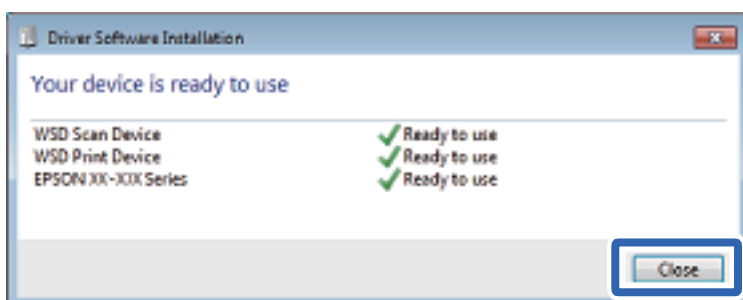 Driver Software Installation
Your device is ready to use
WSD Scan Device Ready to use
WSD Print Device Ready to use
EPSON XX-XXX Series Ready to use
Close